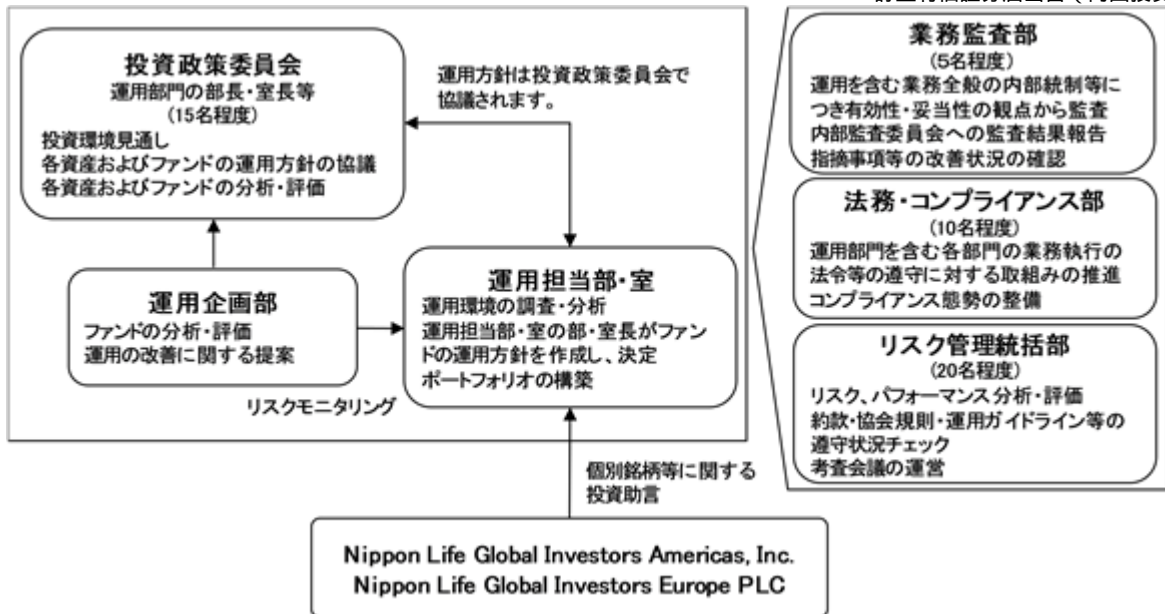 投資政策委員会
運用部門の部長・室長等
(15名程度)
投資環境見通し
各資産およびファンドの運用方針の協議
各資産およびファンドの分析・評価
運用方針は投資政策委員会で
協議されます。
運用企画部
ファンドの分析・評価
運用の改善に関する提案
運用担当部・室
運用環境の調査・分析
運用担当部・室の部・室長がファン
ドの運用方針を作成し、決定
ポートフォリオの構築
リスクモニタリング
個別銘柄等に関する
投資助言
Nippon Life Global Investors Americas, Inc.
Nippon Life Global Investors Europe PLC
業務監査部
(5名程度)
運用を含む業務全般の内部統制等に
つき有効性・妥当性の観点から監査
内部監査委員会への監査結果報告
指摘事項等の改善状況の確認
法務・コンプライアンス部
(10名程度)
運用部門を含む各部門の業務執行の
法令等の遵守に対する取組みの推進
コンプライアンス態勢の整備
リスク管理統括部
(20名程度)
リスク、パフォーマンス分析・評価
約款・協会規則・運用ガイドライン等の
遵守状況チェック
考査会議の運営